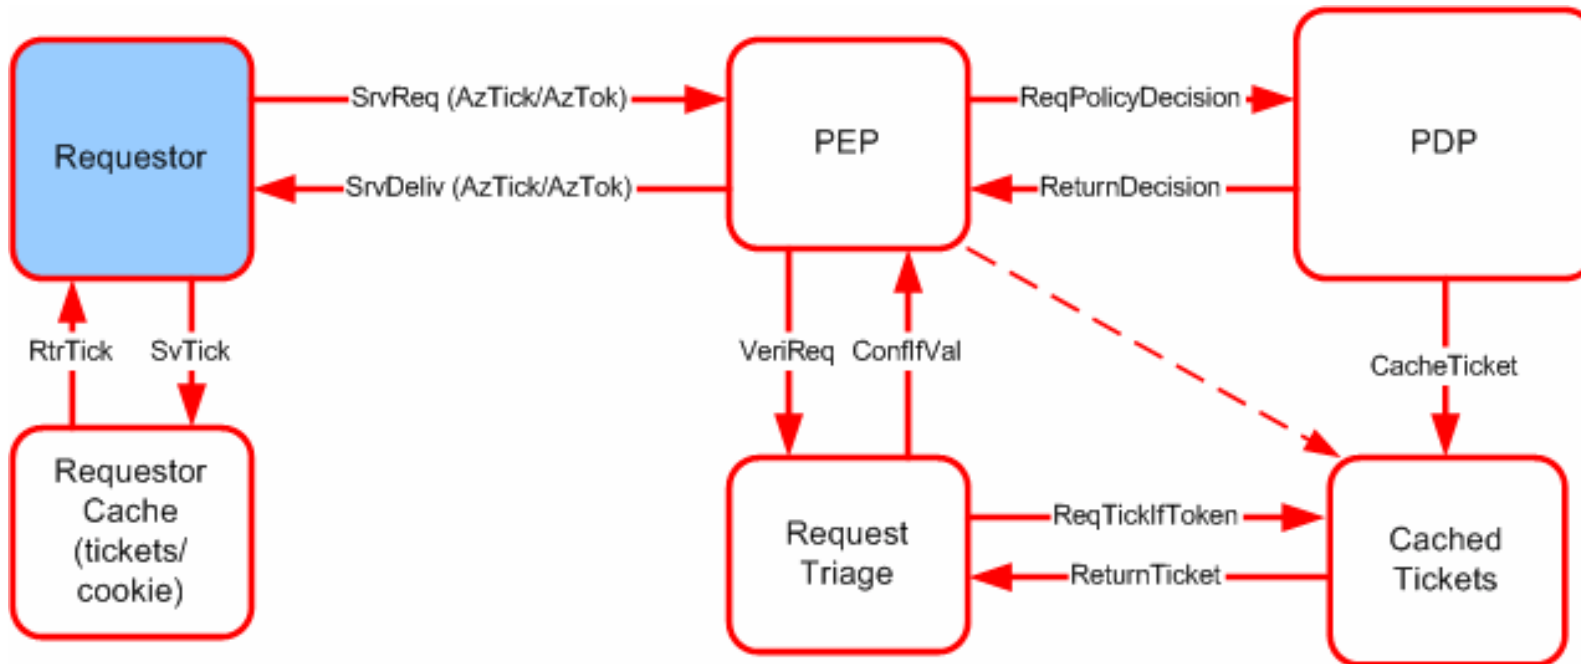 SrvReq (AzTick/AzTok)
ReqPolicyDecision
Requestor
PEP
PDP
SrvDeliv (AzTick/AzTok)
ReturnDecision
RtrTick
SvTick
VeriReq
ConfIfVal
CacheTicket
Requestor
Cache
(tickets/
cookie)
Request
Triage
ReqTickIfToken
ReturnTicket
Cached
Tickets